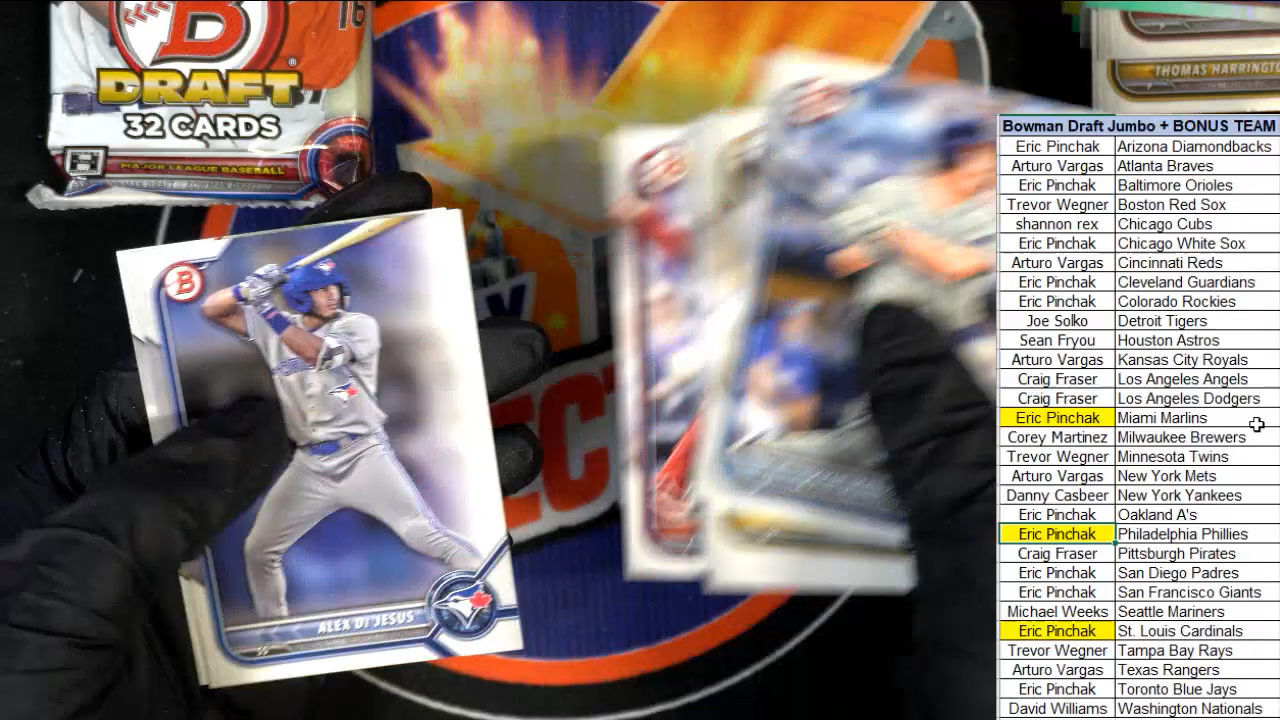 16
B
DRAFT®
32 CARDS
MAJOR LEAGUE BASEBALL
B
ALEX DE JESUS
THOMAS HARRINGTO
Bowman Draft Jumbo + BONUS TEAM
Eric Pinchak Arizona Diamondbacks
Arturo Vargas Atlanta Braves
Eric Pinchak Baltimore Orioles
Trevor Wegner Boston Red Sox
shannon rex Chicago Cubs
Eric Pinchak Chicago White Sox
Arturo Vargas Cincinnati Reds
Eric Pinchak Cleveland Guardians
Eric Pinchak Colorado Rockies
Joe Solko Detroit Tigers
Sean Fryou Houston Astros
Arturo Vargas Kansas City Royals
Craig Fraser Los Angeles Angels
Craig Fraser Los Angeles Dodgers
Eric Pinchak Miami Marlins
Corey Martinez Milwaukee Brewers
Trevor Wegner Minnesota Twins
Arturo Vargas New York Mets
Danny Casbeer New York Yankees
Eric Pinchak Oakland A's
Eric Pinchak Philadelphia Phillies
Craig Fraser Pittsburgh Pirates
Eric Pinchak San Diego Padres
Eric Pinchak San Francisco Giants
Michael Weeks Seattle Mariners
Eric Pinchak St. Louis Cardinals
Trevor Wegner Tampa Bay Rays
Arturo Vargas Texas Rangers
Eric Pinchak Toronto Blue Jays
David Williams Washington Nationals